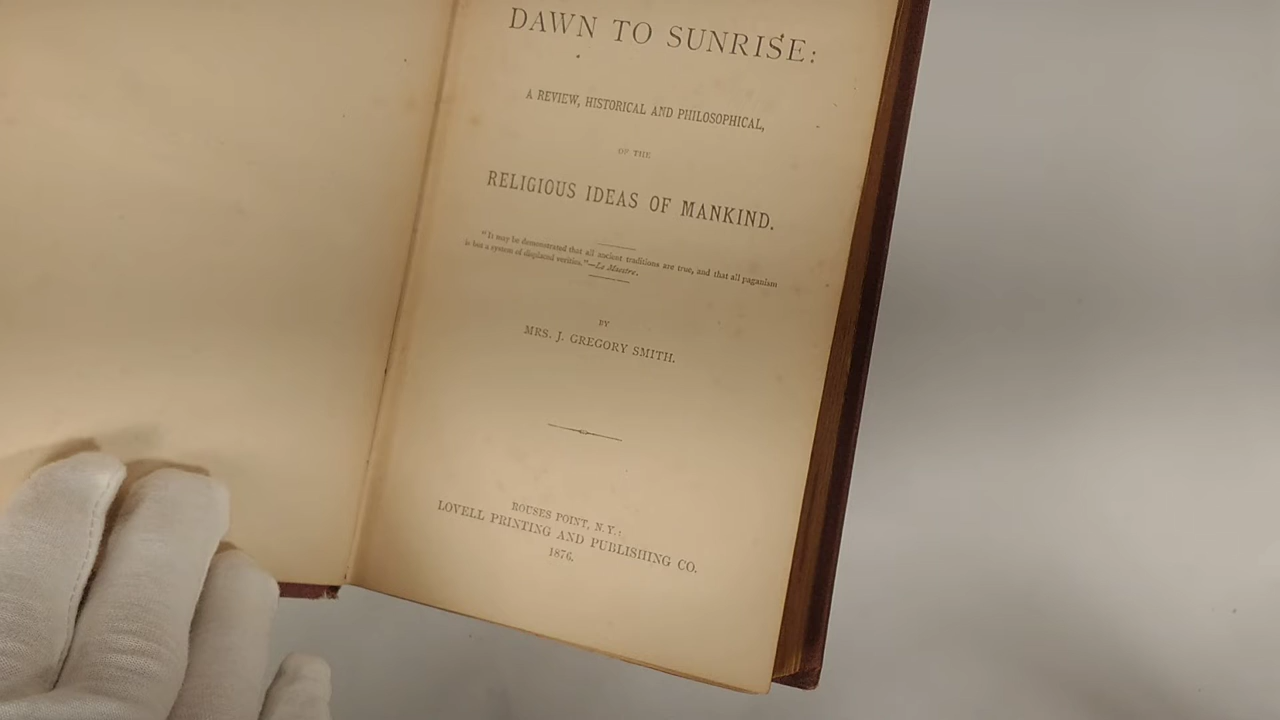 DAWN TO SUNRISE:
A REVIEW, HISTORICAL AND PHILOSOPHICAL,
OF THE
RELIGIOUS IDEAS OF MANKIND.
"It may be demonstrated that all ancient traditions are true, and that all paganism
is but a system of displaced verities."—Le Maestre.
BY
MRS. J. GREGORY SMITH.
ROUSES POINT, N.Y.:
LOVELL PRINTING AND PUBLISHING CO.
1876.